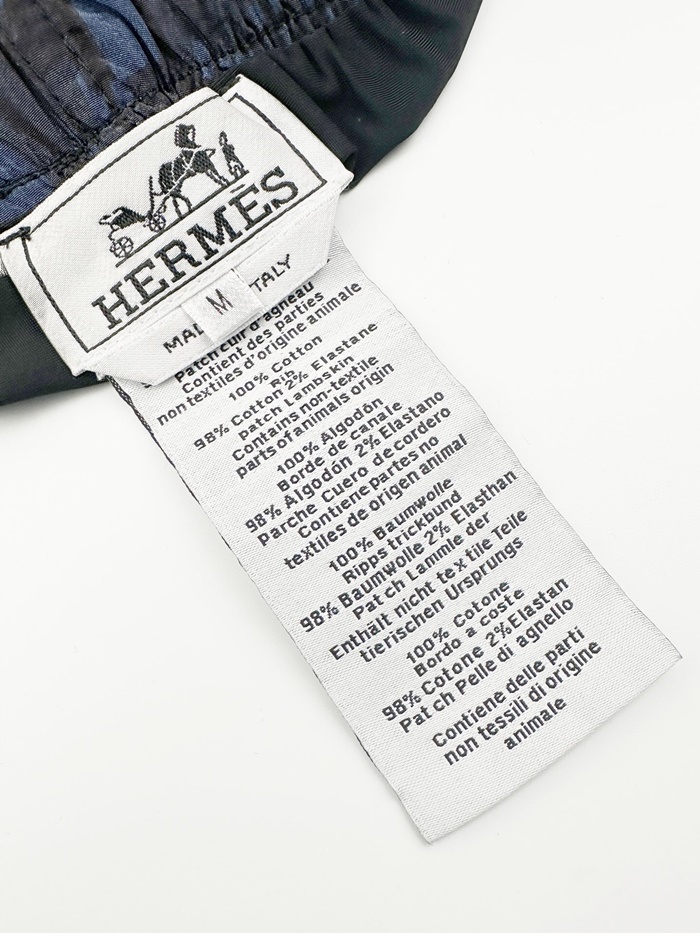 HERMÈS
MADE ITALY
M
Patch cuir d'agneau
Contient des parties
non textiles d'origine animale
100% Cotton
Rib
98% Cotton 2% Elastane
patch Lambskin
Contains non-textile
parts of animals origin
100% Algodón
Borde de canale
98% Algodón 2% Elastano
parche Cuero de cordero
Contiene partes no
textiles de origen animal
100% Baumwolle
Ripps trickbund
98% Baumwolle 2% Elasthan
Pat ch Lammle der
Enthält nicht tex tile Teile
tierischen Ursprungs
100% Cotone
Bordo a coste
98% Cotone 2%Elastan
Pat ch Pelle di agnello
Contiene delle parti
non tessili di origine
animale